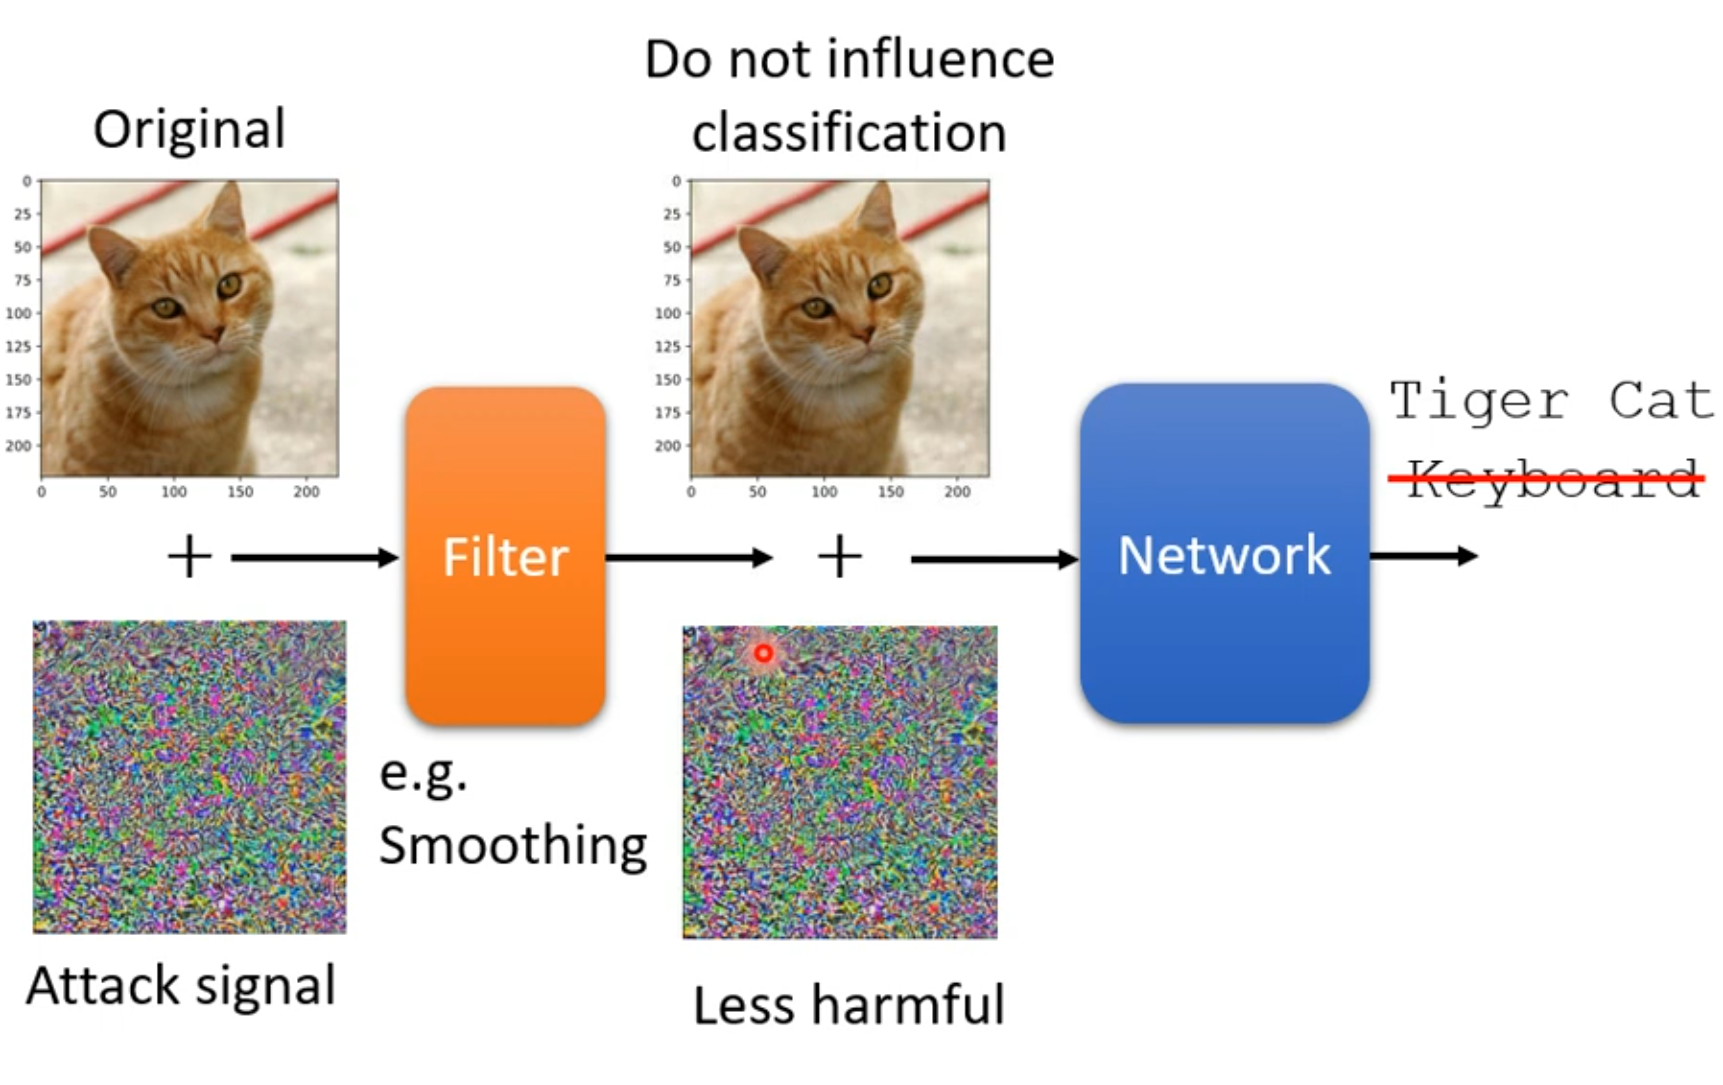 Do not influence
classification
Original
0
25
50
75
100
125
150
175
200
0 50 100 150 200
0
25
50
75
100
125
150
175
200
0 50 100 150 200
Tiger Cat
Keyboard
+
Filter
+
Network
e.g.
Smoothing
Attack signal
Less harmful